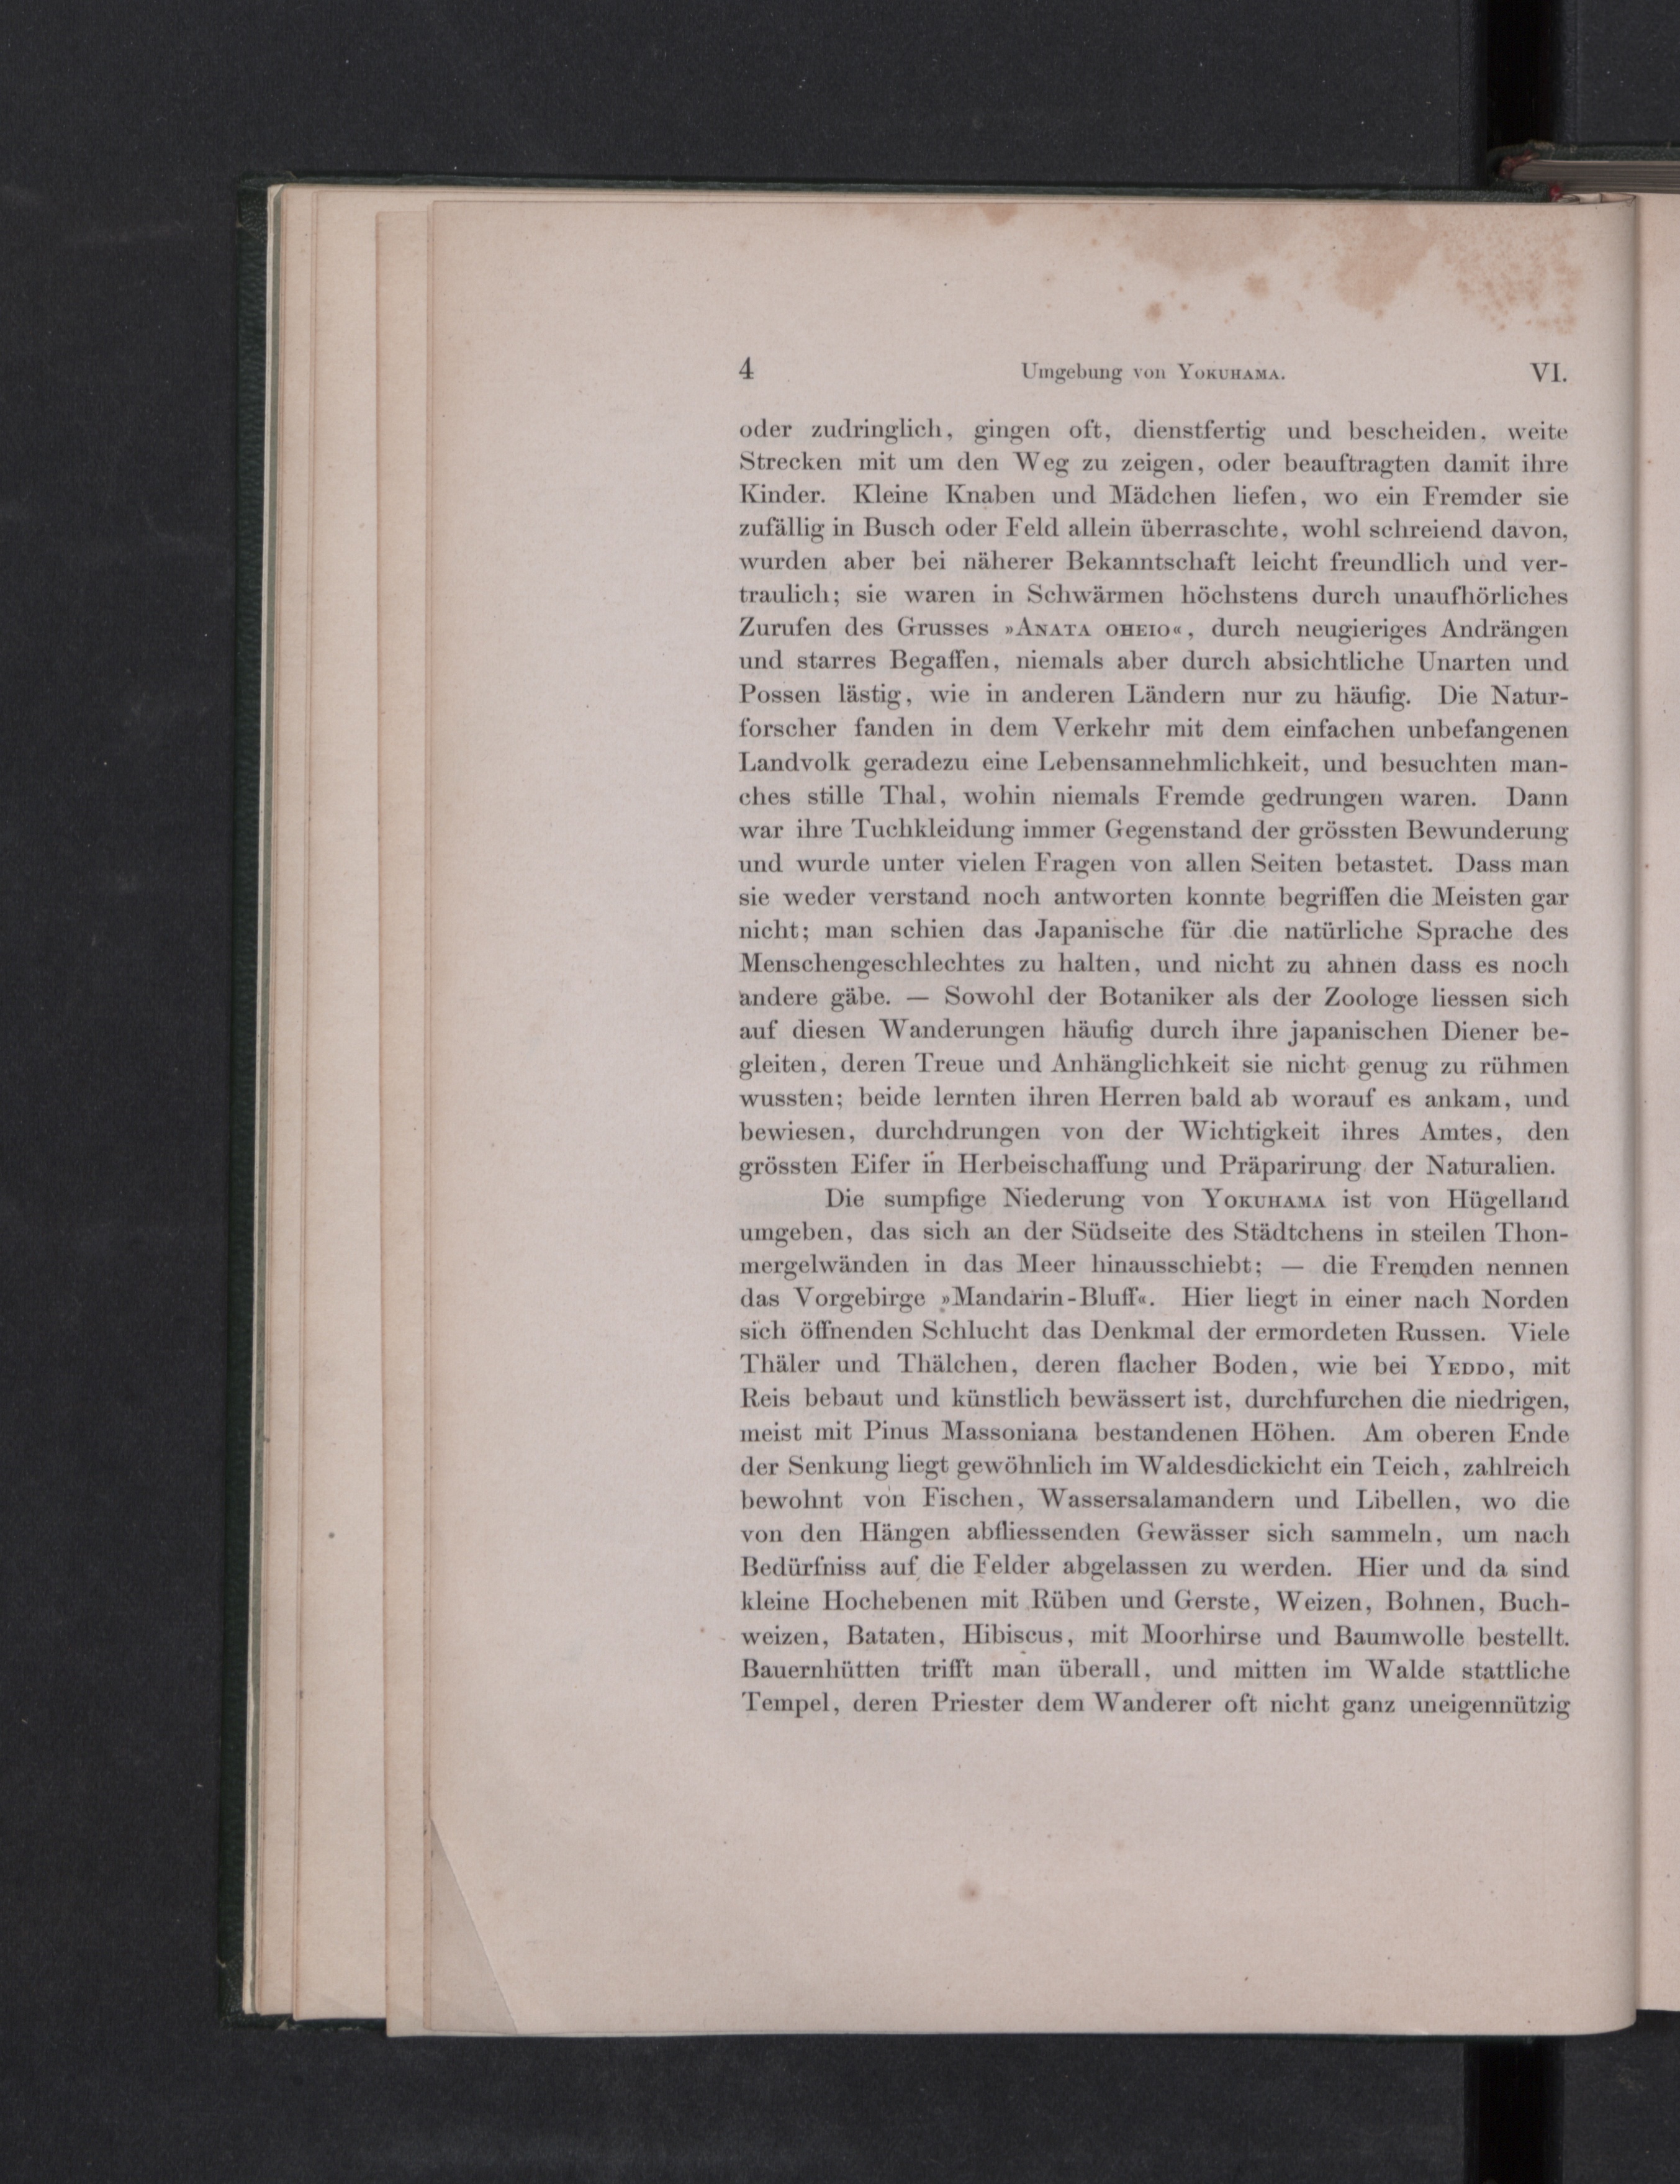 4 Umgebung von YOKUHAMA. VI.
oder zudringlich, gingen oft, dienstfertig und bescheiden, weite
Strecken mit um den Weg zu zeigen, oder beauftragten damit ihre
Kinder. Kleine Knaben und Mädchen liefen, wo ein Fremder sie
zufällig in Busch oder Feld allein überraschte, wohl schreiend davon,
wurden aber bei näherer Bekanntschaft leicht freundlich und ver-
traulich; sie waren in Schwärmen höchstens durch unaufhörliches
Zurufen des Grusses »ANATA OHEIO«, durch neugieriges Andrängen
und starres Begaffen, niemals aber durch absichtliche Unarten und
Possen lästig, wie in anderen Ländern nur zu häufig. Die Natur-
forscher fanden in dem Verkehr mit dem einfachen unbefangenen
Landvolk geradezu eine Lebensannehmlichkeit, und besuchten man-
ches stille Thal, wohin niemals Fremde gedrungen waren. Dann
war ihre Tuchkleidung immer Gegenstand der grössten Bewunderung
und wurde unter vielen Fragen von allen Seiten betastet. Dass man
sie weder verstand noch antworten konnte begriffen die Meisten gar
nicht; man schien das Japanische für die natürliche Sprache des
Menschengeschlechtes zu halten, und nicht zu ahnen dass es noch
andere gäbe. — Sowohl der Botaniker als der Zoologe liessen sich
auf diesen Wanderungen häufig durch ihre japanischen Diener be-
gleiten, deren Treue und Anhänglichkeit sie nicht genug zu rühmen
wussten; beide lernten ihren Herren bald ab worauf es ankam, und
bewiesen, durchdrungen von der Wichtigkeit ihres Amtes, den
grössten Eifer in Herbeischaffung und Präparirung der Naturalien.
Die sumpfige Niederung von YOKUHAMA ist von Hügelland
umgeben, das sich an der Südseite des Städtchens in steilen Thon-
mergelwänden in das Meer hinausschiebt; — die Fremden nennen
das Vorgebirge »Mandarin-Bluff«. Hier liegt in einer nach Norden
sich öffnenden Schlucht das Denkmal der ermordeten Russen. Viele
Thäler und Thälchen, deren flacher Boden, wie bei YEDDO, mit
Reis bebaut und künstlich bewässert ist, durchfurchen die niedrigen,
meist mit Pinus Massoniana bestandenen Höhen. Am oberen Ende
der Senkung liegt gewöhnlich im Waldesdickicht ein Teich, zahlreich
bewohnt von Fischen, Wassersalamandern und Libellen, wo die
von den Hängen abfliessenden Gewässer sich sammeln, um nach
Bedürfniss auf die Felder abgelassen zu werden. Hier und da sind
kleine Hochebenen mit Rüben und Gerste, Weizen, Bohnen, Buch-
weizen, Bataten, Hibiscus, mit Moorhirse und Baumwolle bestellt.
Bauernhütten trifft man überall, und mitten im Walde stattliche
Tempel, deren Priester dem Wanderer oft nicht ganz uneigennützig